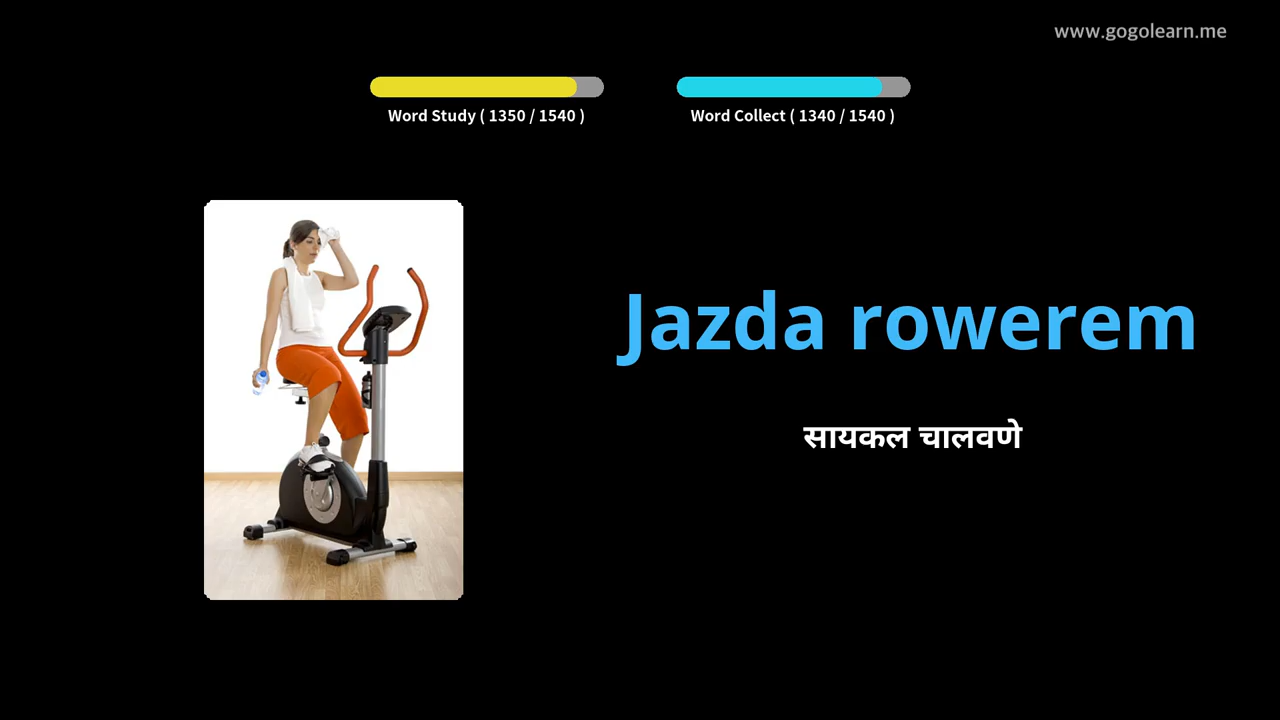 www.gogolearn.me
Word Study ( 1350 / 1540 )
Word Collect ( 1340 / 1540 )
Jazda rowerem
सायकल चालवणे